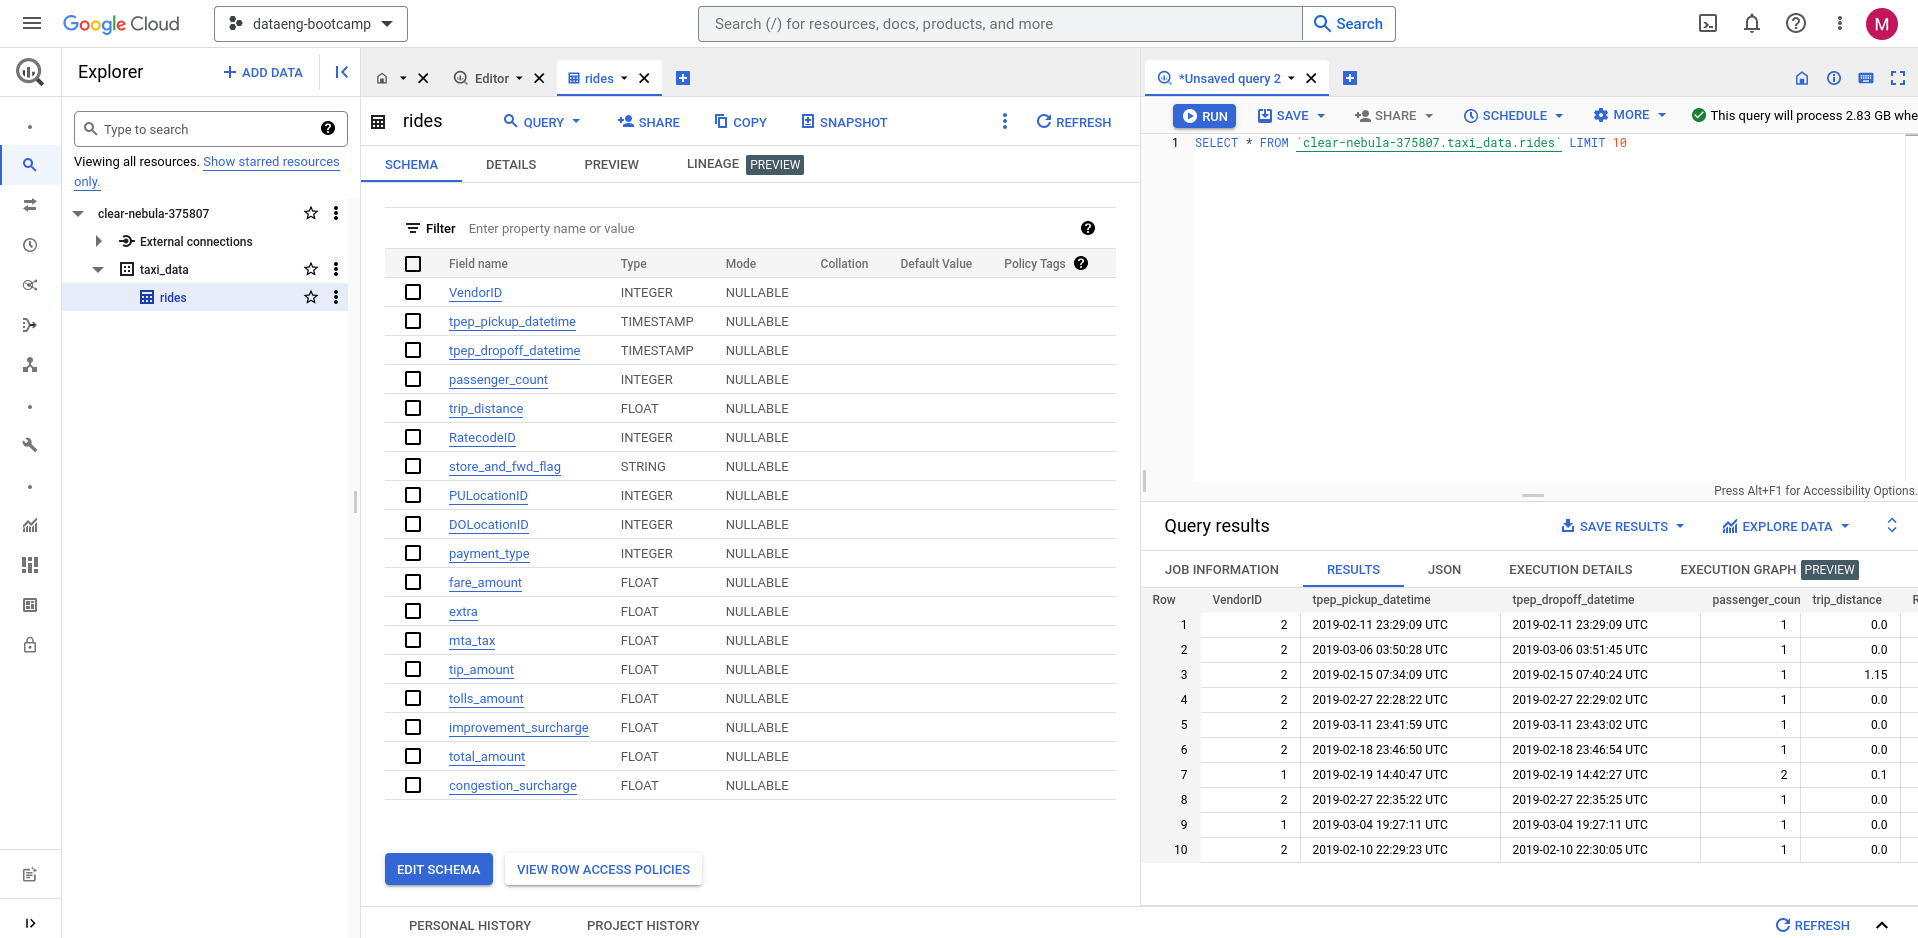 Google Cloud
dataeng-bootcamp
Search (/) for resources, docs, products, and more
Search
M
Explorer
ADD DATA
Type to search
Viewing all resources. Show starred resources
only.
clear-nebula-375807
External connections
taxi_data
rides
Editor
rides
rides
QUERY
SHARE
COPY
SNAPSHOT
REFRESH
SCHEMA
DETAILS
PREVIEW
LINEAGE PREVIEW
Filter Enter property name or value
Field name Type Mode Collation Default Value Policy Tags
VendorID INTEGER NULLABLE
tpep_pickup_datetime TIMESTAMP NULLABLE
tpep_dropoff_datetime TIMESTAMP NULLABLE
passenger_count INTEGER NULLABLE
trip_distance FLOAT NULLABLE
RatecodeID INTEGER NULLABLE
store_and_fwd_flag STRING NULLABLE
PULocationID INTEGER NULLABLE
DOLocationID INTEGER NULLABLE
payment_type INTEGER NULLABLE
fare_amount FLOAT NULLABLE
extra FLOAT NULLABLE
mta_tax FLOAT NULLABLE
tip_amount FLOAT NULLABLE
tolls_amount FLOAT NULLABLE
improvement_surcharge FLOAT NULLABLE
total_amount FLOAT NULLABLE
congestion_surcharge FLOAT NULLABLE
EDIT SCHEMA
VIEW ROW ACCESS POLICIES
*Unsaved query 2
RUN
SAVE
SHARE
SCHEDULE
MORE
This query will process 2.83 GB whe
1 SELECT * FROM `clear-nebula-375807.taxi_data.rides` LIMIT 10
Press Alt+F1 for Accessibility Options.
Query results
SAVE RESULTS
EXPLORE DATA
JOB INFORMATION
RESULTS
JSON
EXECUTION DETAILS
EXECUTION GRAPH PREVIEW
Row VendorID tpep_pickup_datetime tpep_dropoff_datetime passenger_coun trip_distance R
1 2 2019-02-11 23:29:09 UTC 2019-02-11 23:29:09 UTC 1 0.0
2 2 2019-03-06 03:50:28 UTC 2019-03-06 03:51:45 UTC 1 0.0
3 2 2019-02-15 07:34:09 UTC 2019-02-15 07:40:24 UTC 1 1.15
4 2 2019-02-27 22:28:22 UTC 2019-02-27 22:29:02 UTC 1 0.0
5 2 2019-03-11 23:41:59 UTC 2019-03-11 23:43:02 UTC 1 0.0
6 2 2019-02-18 23:46:50 UTC 2019-02-18 23:46:54 UTC 1 0.0
7 1 2019-02-19 14:40:47 UTC 2019-02-19 14:42:27 UTC 2 0.1
8 2 2019-02-27 22:35:22 UTC 2019-02-27 22:35:25 UTC 1 0.0
9 1 2019-03-04 19:27:11 UTC 2019-03-04 19:27:11 UTC 1 0.0
10 2 2019-02-10 22:29:23 UTC 2019-02-10 22:30:05 UTC 1 0.0
PERSONAL HISTORY
PROJECT HISTORY
REFRESH